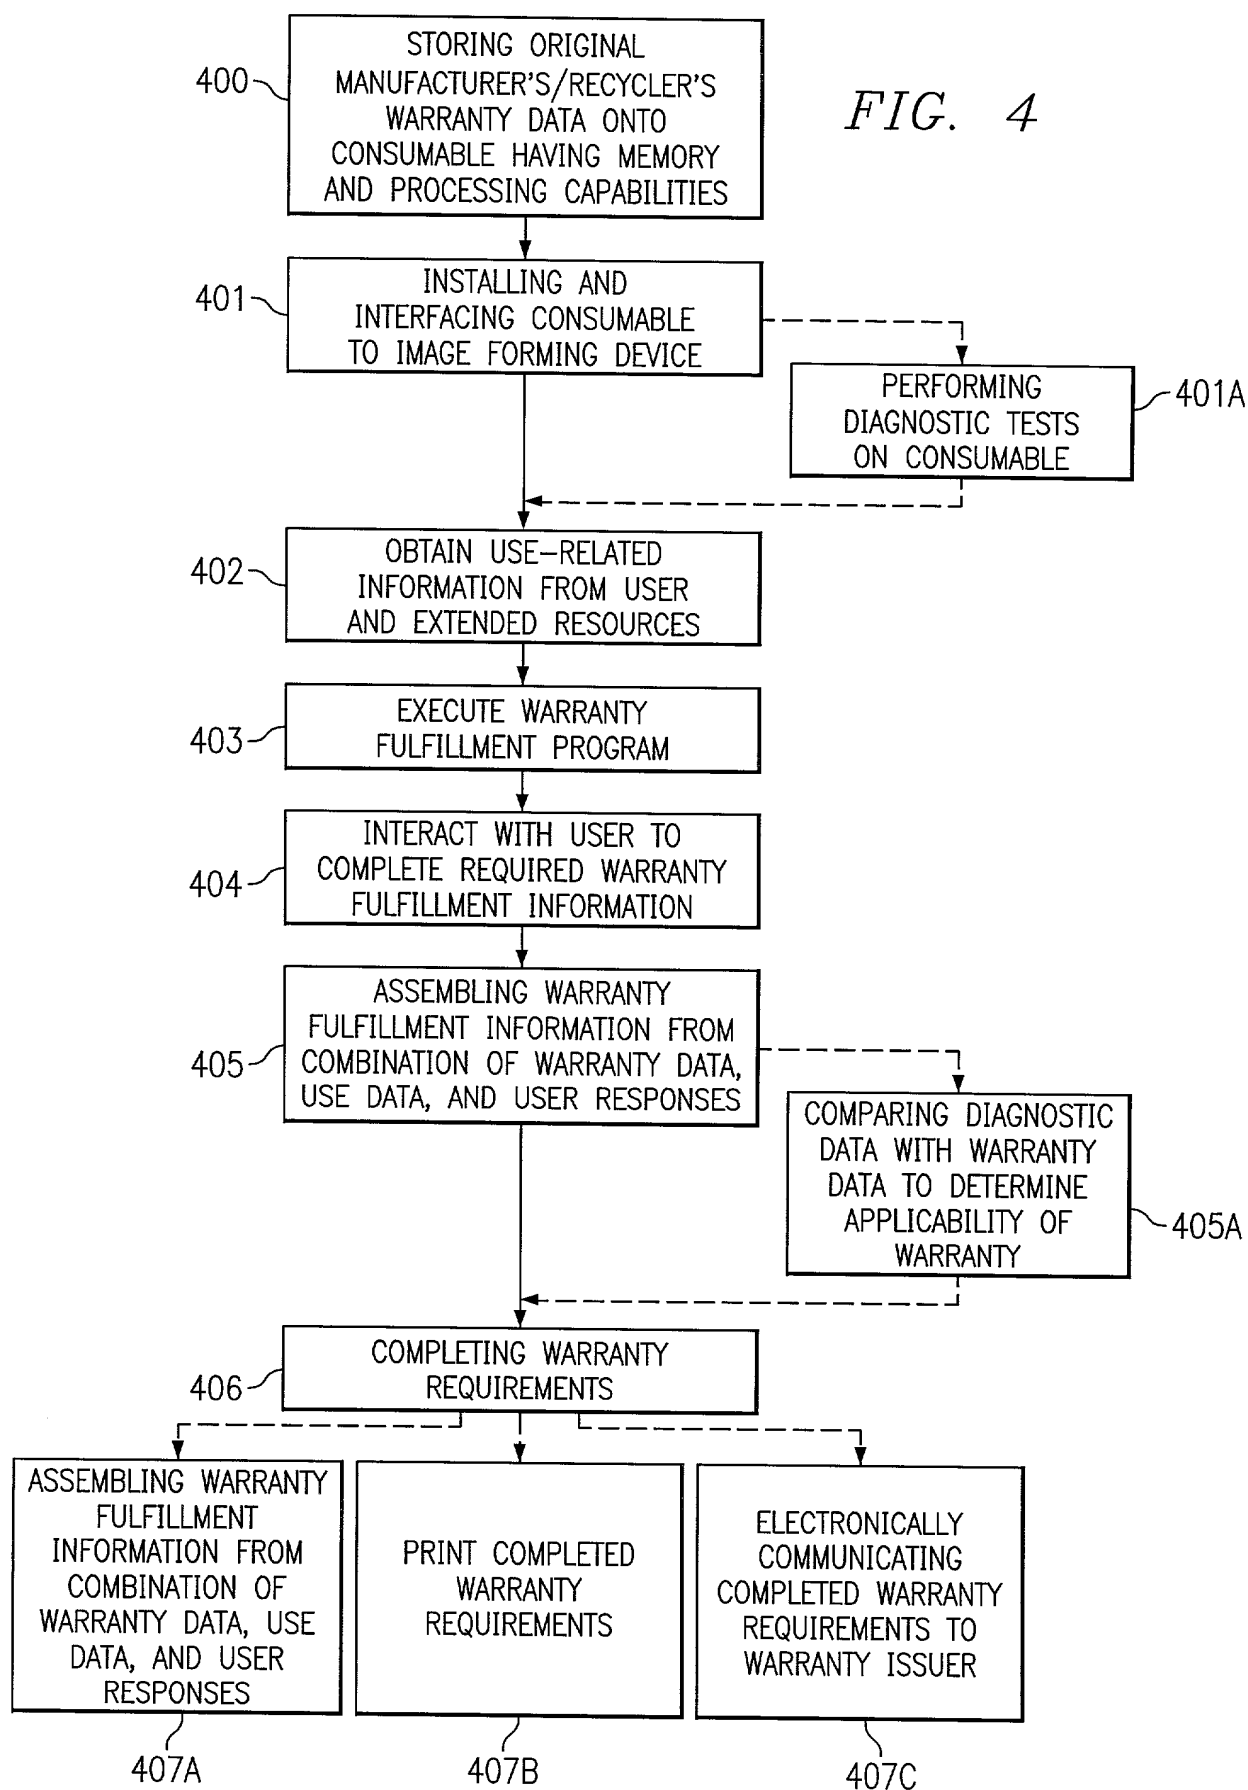 STORING ORIGINAL
MANUFACTURER'S/RECYCLER'S
WARRANTY DATA ONTO
CONSUMABLE HAVING MEMORY
AND PROCESSING CAPABILITIES
400
FIG. 4
INSTALLING AND
INTERFACING CONSUMABLE
TO IMAGE FORMING DEVICE
401
PERFORMING
DIAGNOSTIC TESTS
ON CONSUMABLE
401A
OBTAIN USE-RELATED
INFORMATION FROM USER
AND EXTENDED RESOURCES
402
EXECUTE WARRANTY
FULFILLMENT PROGRAM
403
INTERACT WITH USER TO
COMPLETE REQUIRED WARRANTY
FULFILLMENT INFORMATION
404
ASSEMBLING WARRANTY
FULFILLMENT INFORMATION FROM
COMBINATION OF WARRANTY DATA,
USE DATA, AND USER RESPONSES
405
COMPARING DIAGNOSTIC
DATA WITH WARRANTY
DATA TO DETERMINE
APPLICABILITY OF
WARRANTY
405A
COMPLETING WARRANTY
REQUIREMENTS
406
ASSEMBLING WARRANTY
FULFILLMENT
INFORMATION FROM
COMBINATION OF
WARRANTY DATA, USE
DATA, AND USER
RESPONSES
407A
PRINT COMPLETED
WARRANTY
REQUIREMENTS
407B
ELECTRONICALLY
COMMUNICATING
COMPLETED WARRANTY
REQUIREMENTS TO
WARRANTY ISSUER
407C